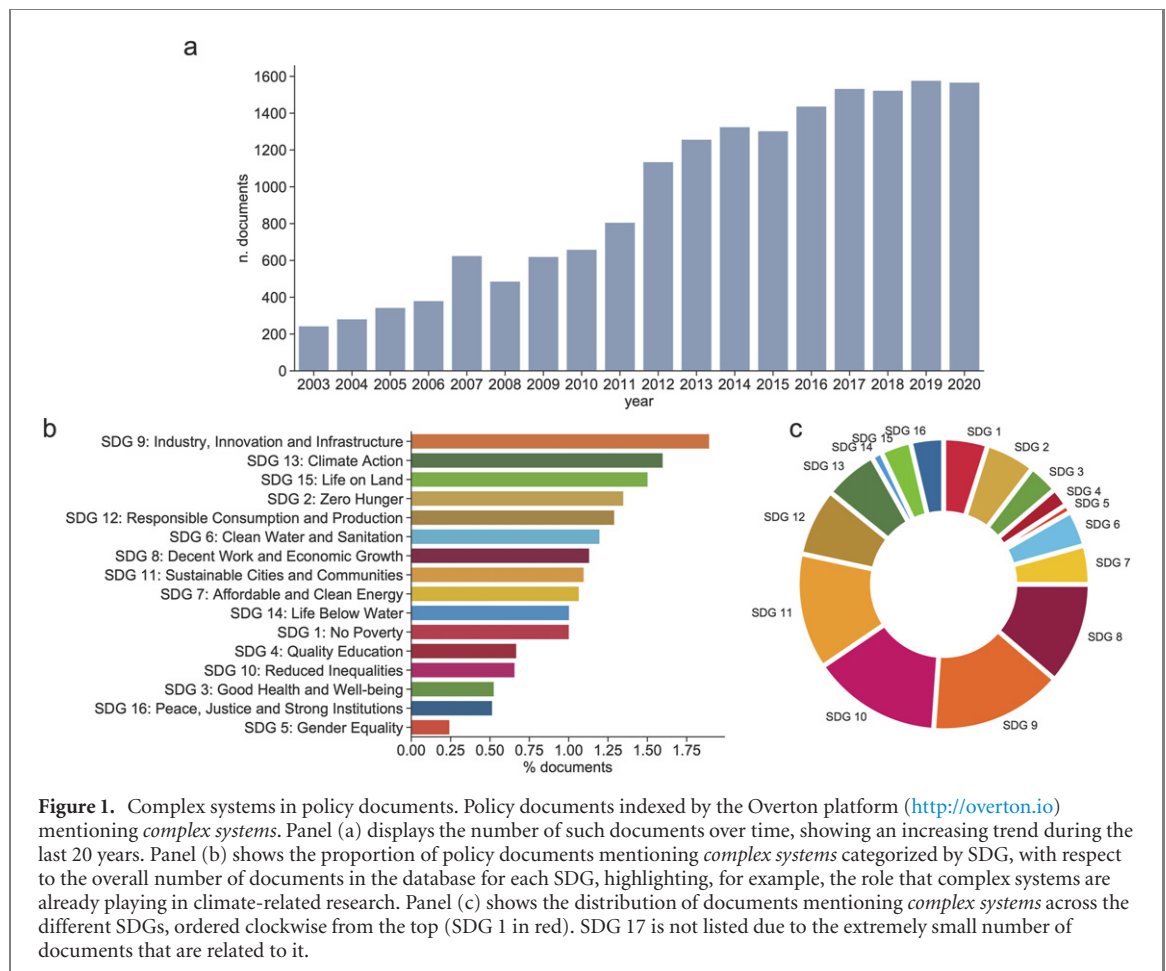 a
1600
1400
1200
1000
800
600
400
200
0
n. documents
2003 2004 2005 2006 2007 2008 2009 2010 2011 2012 2013 2014 2015 2016 2017 2018 2019 2020
year
b
SDG 9: Industry, Innovation and Infrastructure
SDG 13: Climate Action
SDG 15: Life on Land
SDG 2: Zero Hunger
SDG 12: Responsible Consumption and Production
SDG 6: Clean Water and Sanitation
SDG 8: Decent Work and Economic Growth
SDG 11: Sustainable Cities and Communities
SDG 7: Affordable and Clean Energy
SDG 14: Life Below Water
SDG 1: No Poverty
SDG 4: Quality Education
SDG 10: Reduced Inequalities
SDG 3: Good Health and Well-being
SDG 16: Peace, Justice and Strong Institutions
SDG 5: Gender Equality
0.00 0.25 0.50 0.75 1.00 1.25 1.50 1.75
% documents
c
SDG 1
SDG 2
SDG 3
SDG 4
SDG 5
SDG 6
SDG 7
SDG 8
SDG 9
SDG 10
SDG 11
SDG 12
SDG 13
SDG 14
SDG 15
SDG 16
Figure 1. Complex systems in policy documents. Policy documents indexed by the Overton platform (http://overton.io)
mentioning complex systems. Panel (a) displays the number of such documents over time, showing an increasing trend during the
last 20 years. Panel (b) shows the proportion of policy documents mentioning complex systems categorized by SDG, with respect
to the overall number of documents in the database for each SDG, highlighting, for example, the role that complex systems are
already playing in climate-related research. Panel (c) shows the distribution of documents mentioning complex systems across the
different SDGs, ordered clockwise from the top (SDG 1 in red). SDG 17 is not listed due to the extremely small number of
documents that are related to it.